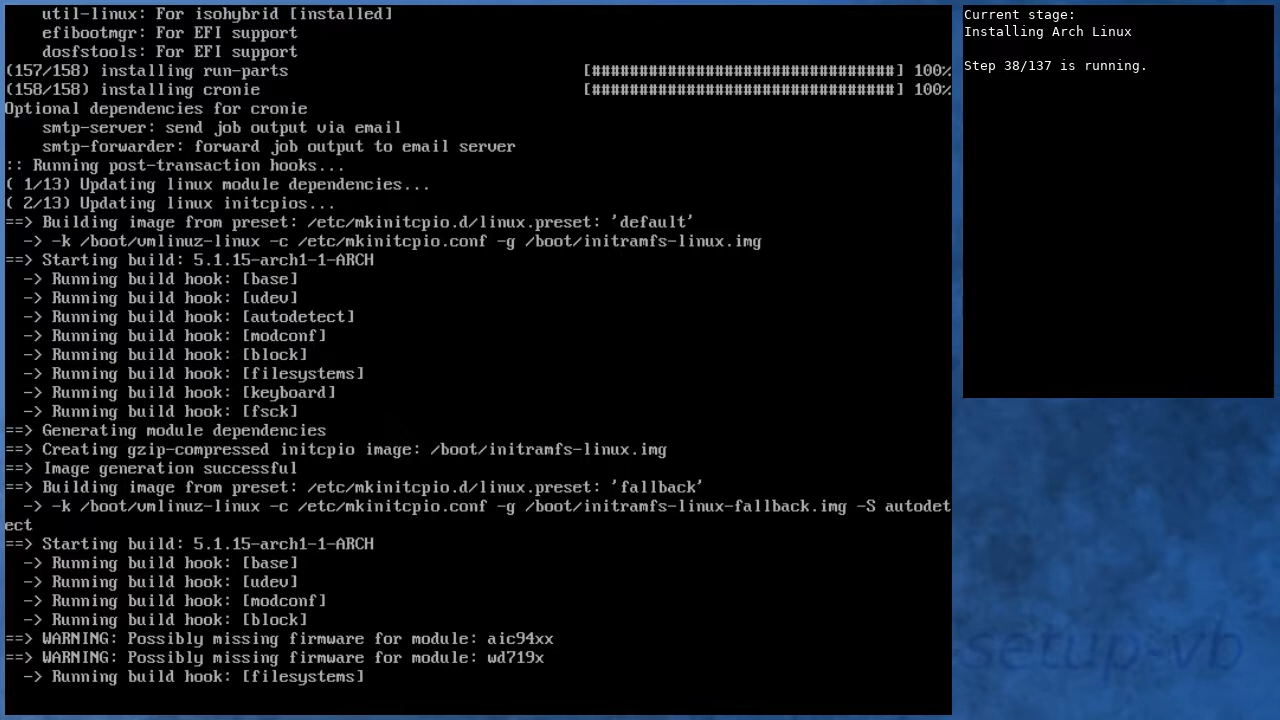 util-linux: For isohybrid [installed]
efibootmgr: For EFI support
dosfstools: For EFI support
(157/158) installing run-parts [################################] 100%
(158/158) installing cronie [################################] 100%
Optional dependencies for cronie
smtp-server: send job output via email
smtp-forwarder: forward job output to email server
:: Running post-transaction hooks...
( 1/13) Updating linux module dependencies...
( 2/13) Updating linux initcpios...
==> Building image from preset: /etc/mkinitcpio.d/linux.preset: 'default'
-> -k /boot/vmlinuz-linux -c /etc/mkinitcpio.conf -g /boot/initramfs-linux.img
==> Starting build: 5.1.15-arch1-1-ARCH
-> Running build hook: [base]
-> Running build hook: [udev]
-> Running build hook: [autodetect]
-> Running build hook: [modconf]
-> Running build hook: [block]
-> Running build hook: [filesystems]
-> Running build hook: [keyboard]
-> Running build hook: [fsck]
==> Generating module dependencies
==> Creating gzip-compressed initcpio image: /boot/initramfs-linux.img
==> Image generation successful
==> Building image from preset: /etc/mkinitcpio.d/linux.preset: 'fallback'
-> -k /boot/vmlinuz-linux -c /etc/mkinitcpio.conf -g /boot/initramfs-linux-fallback.img -S autodet
ect
==> Starting build: 5.1.15-arch1-1-ARCH
-> Running build hook: [base]
-> Running build hook: [udev]
-> Running build hook: [modconf]
-> Running build hook: [block]
==> WARNING: Possibly missing firmware for module: aic94xx
==> WARNING: Possibly missing firmware for module: wd719x
-> Running build hook: [filesystems]
Current stage:
Installing Arch Linux
Step 38/137 is running.
setup-vb